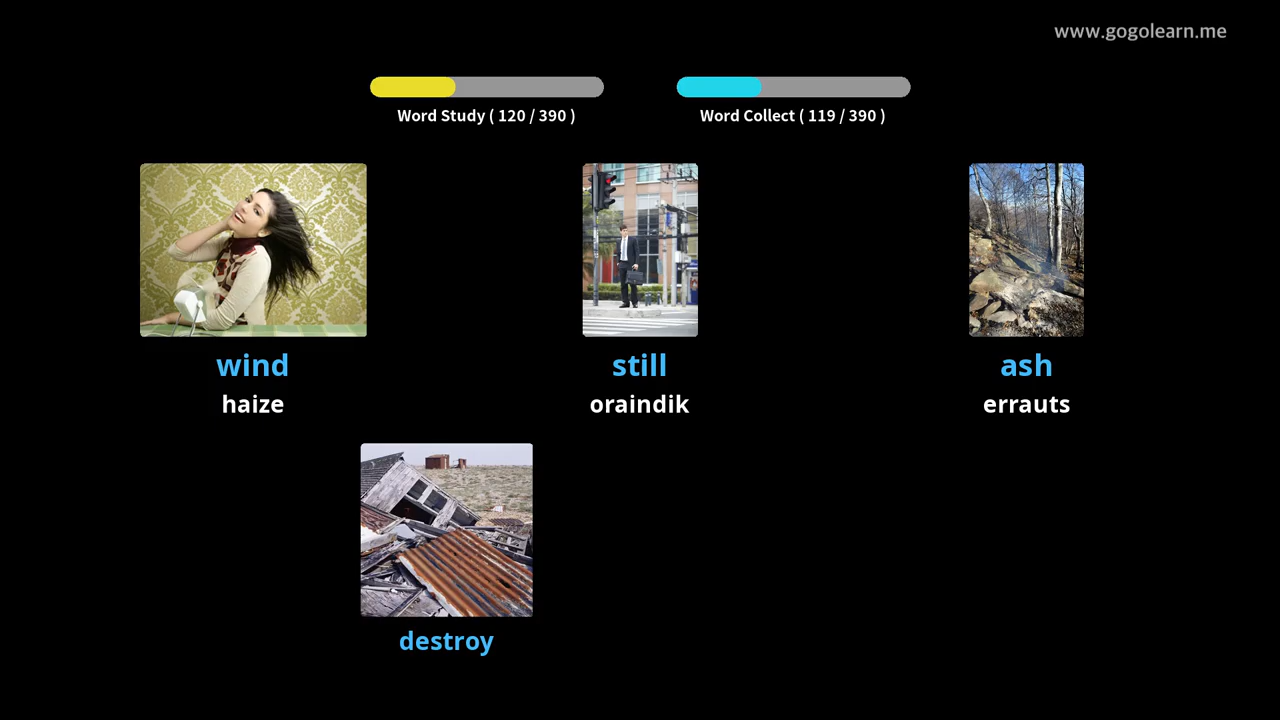 www.gogolearn.me
Word Study ( 120 / 390 )
Word Collect ( 119 / 390 )
wind
haize
still
oraindik
ash
errauts
destroy